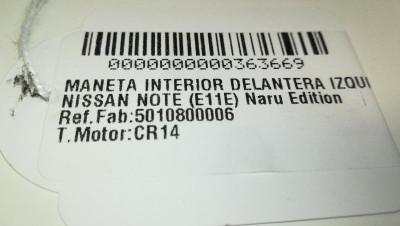 0000000000363669
MANETA INTERIOR DELANTERA IZQUI
NISSAN NOTE (E11E) Naru Edition
Ref.Fab:5010800006
T.Motor:CR14